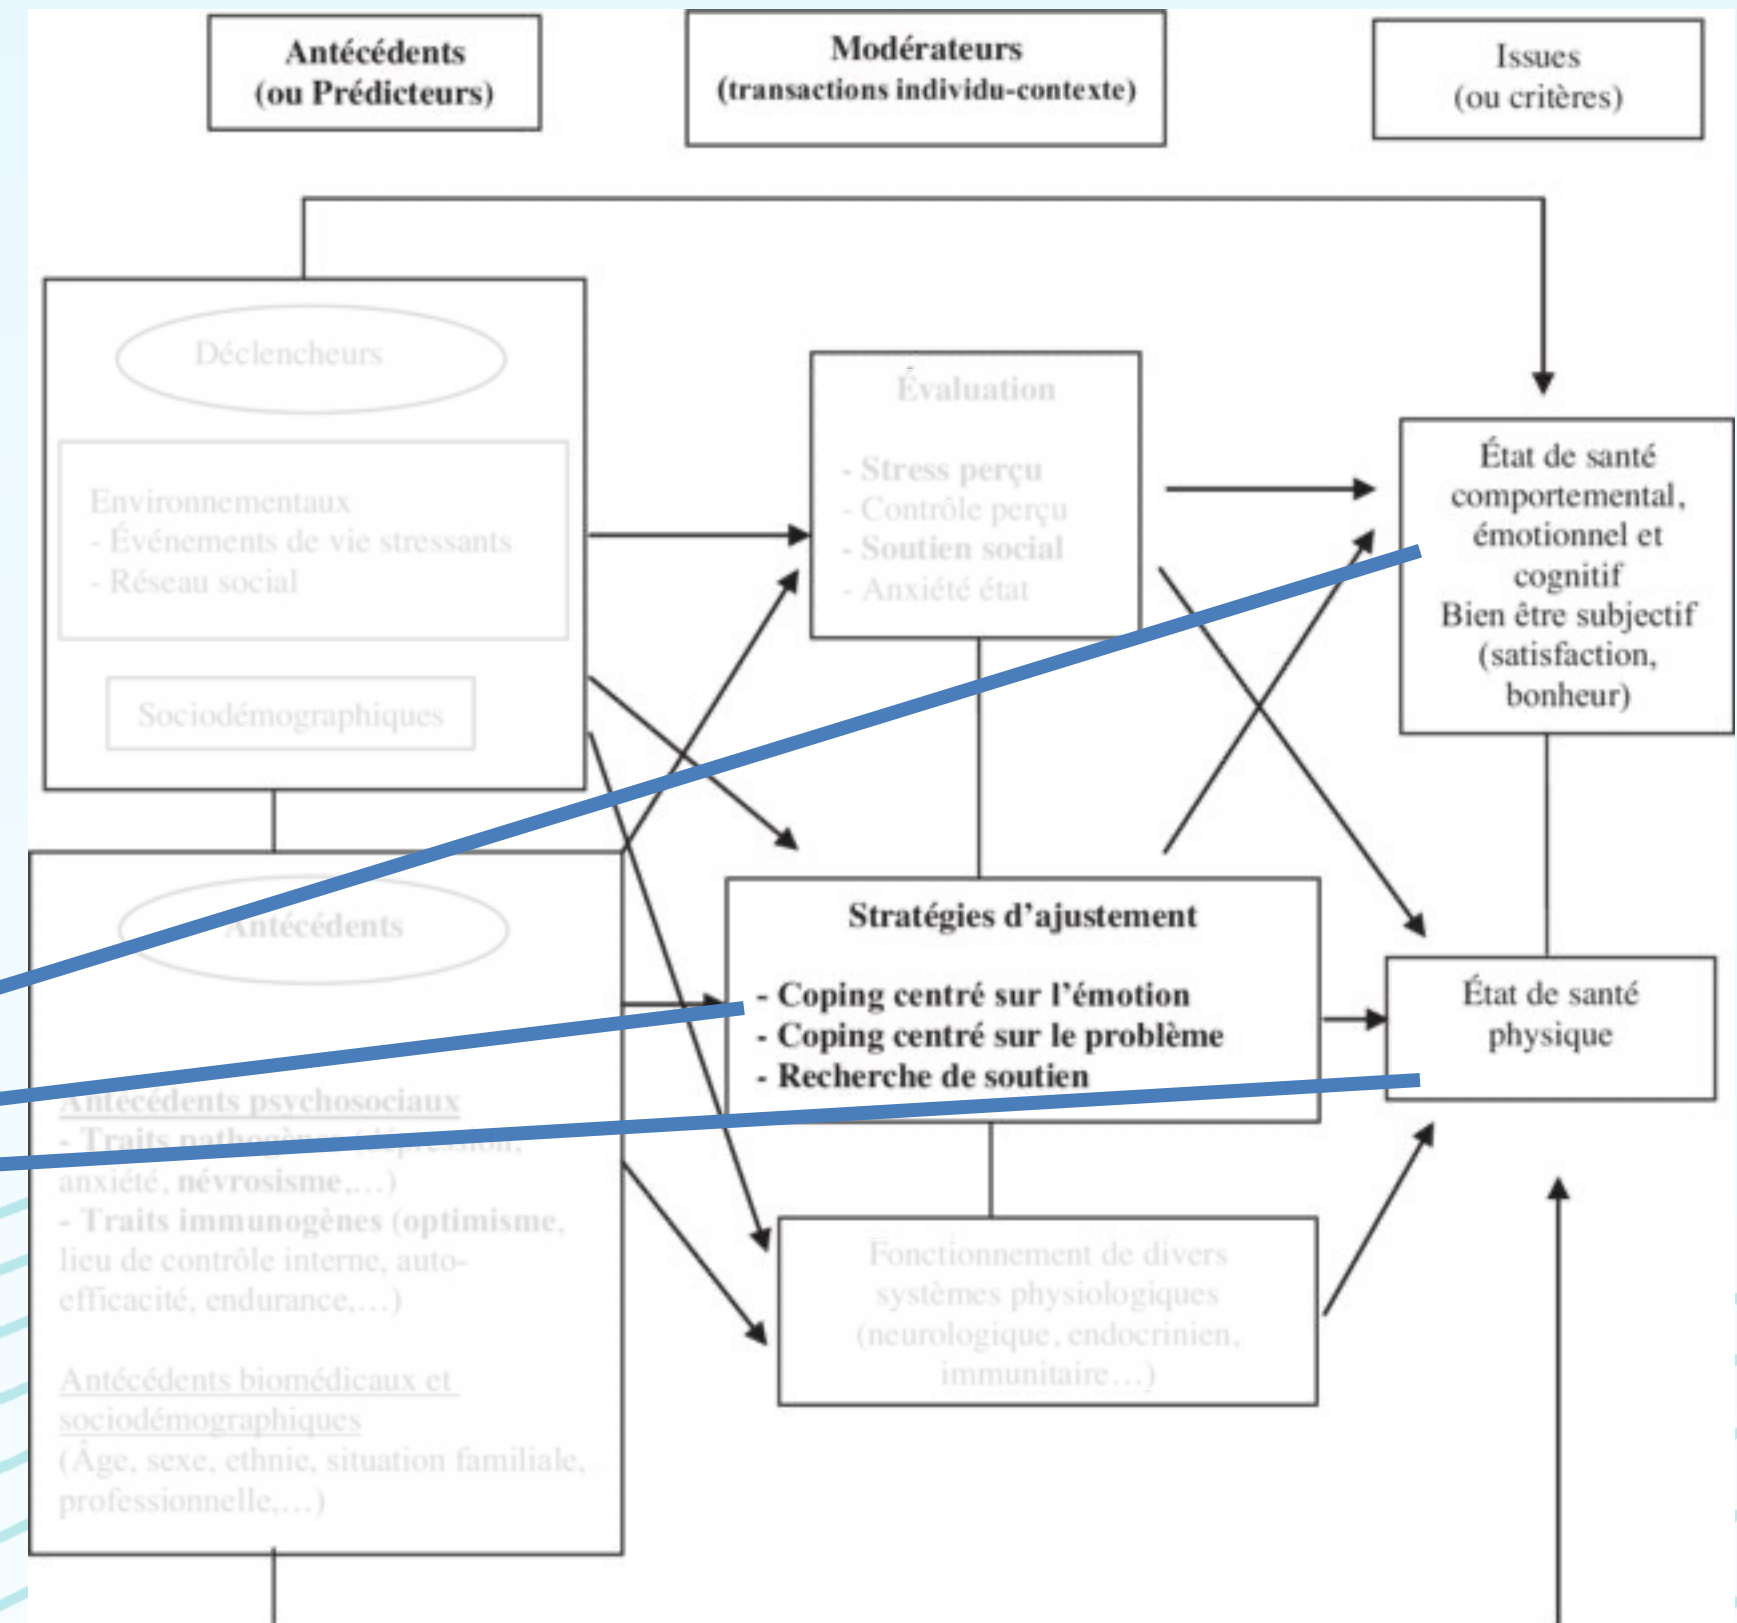 Antécédents
(ou Prédicteurs)
Modérateurs
(transactions individu-contexte)
Issues
(ou critères)
Déclencheurs
Environnementaux
- Événements de vie stressants
- Réseau social
Sociodémographiques
Évaluation
- Stress perçu
- Contrôle perçu
- Soutien social
- Anxiété état
État de santé
comportemental,
émotionnel et
cognitif
Bien être subjectif
(satisfaction,
bonheur)
Antécédents
Antécédents psychosociaux
- Traits pathogènes (dépression,
anxiété, névrosisme,…)
- Traits immunogènes (optimisme,
lieu de contrôle interne, auto-
efficacité, endurance,…)
Antécédents biomédicaux et
sociodémographiques
(Âge, sexe, ethnie, situation familiale,
professionnelle,…)
Stratégies d’ajustement
- Coping centré sur l’émotion
- Coping centré sur le problème
- Recherche de soutien
État de santé
physique
Fonctionnement de divers
systèmes physiologiques
(neurologique, endocrinien,
immunitaire…)